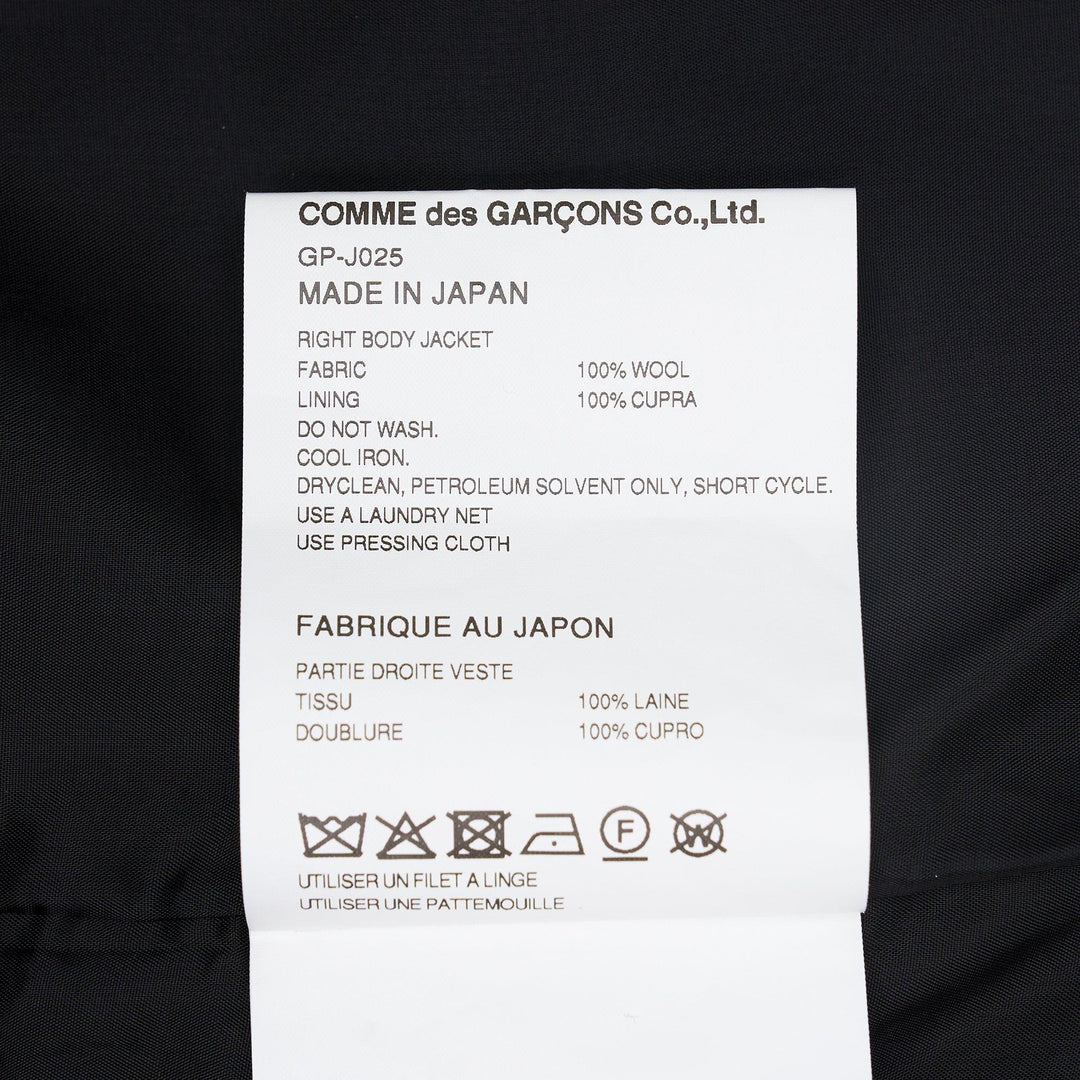 COMME des GARÇONS Co.,Ltd.
GP-J025
MADE IN JAPAN
RIGHT BODY JACKET
FABRIC 100% WOOL
LINING 100% CUPRA
DO NOT WASH.
COOL IRON.
DRYCLEAN, PETROLEUM SOLVENT ONLY, SHORT CYCLE.
USE A LAUNDRY NET
USE PRESSING CLOTH
FABRIQUE AU JAPON
PARTIE DROITE VESTE
TISSU 100% LAINE
DOUBLURE 100% CUPRO
F W
UTILISER UN FILET A LINGE
UTILISER UNE PATTEMOUILLE